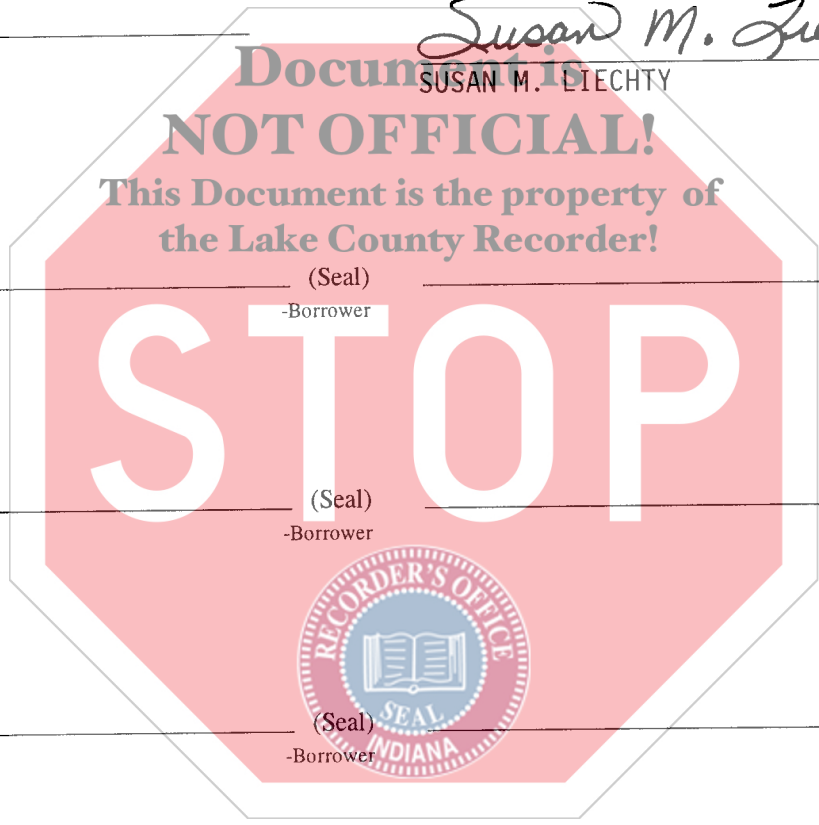 Susan M.
Document is
SUSAN M. LIECHTY
NOT OFFICIAL!
This Document is the property of
the Lake County Recorder!
(Seal)
-Borrower
STOP
(Seal)
-Borrower
RECORDER'S OFFICE
SEAL
INDIANA
(Seal)
-Borrower